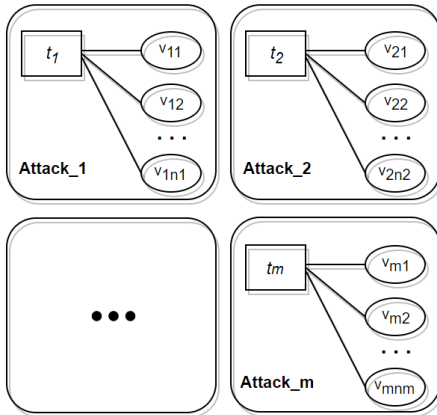 t1
v11
v12
...
v1n1
Attack_1
t2
v21
v22
...
v2n2
Attack_2
...
tm
vm1
vm2
...
vmnm
Attack_m